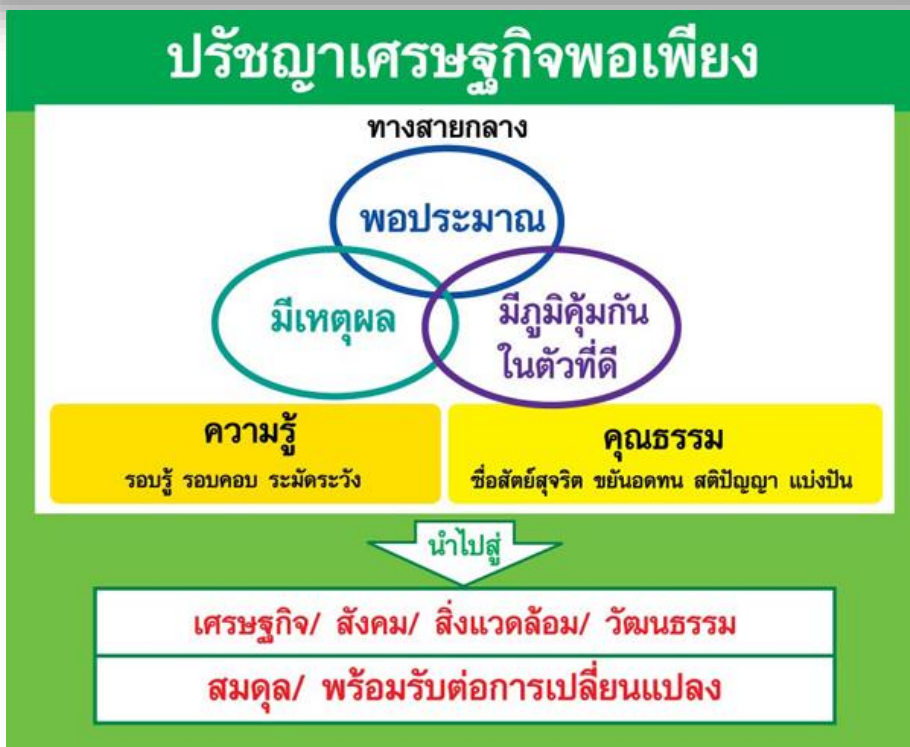 ปรัชญาเศรษฐกิจพอเพียง
ทางสายกลาง
พอประมาณ
มีเหตุผล
มีภูมิคุ้มกัน
ในตัวที่ดี
ความรู้
รอบรู้ รอบคอบ ระมัดระวัง
คุณธรรม
ซื่อสัตย์สุจริต ขยันอดทน สติปัญญา แบ่งปัน
นำไปสู่
เศรษฐกิจ/ สังคม/ สิ่งแวดล้อม/ วัฒนธรรม
สมดุล/ พร้อมรับต่อการเปลี่ยนแปลง